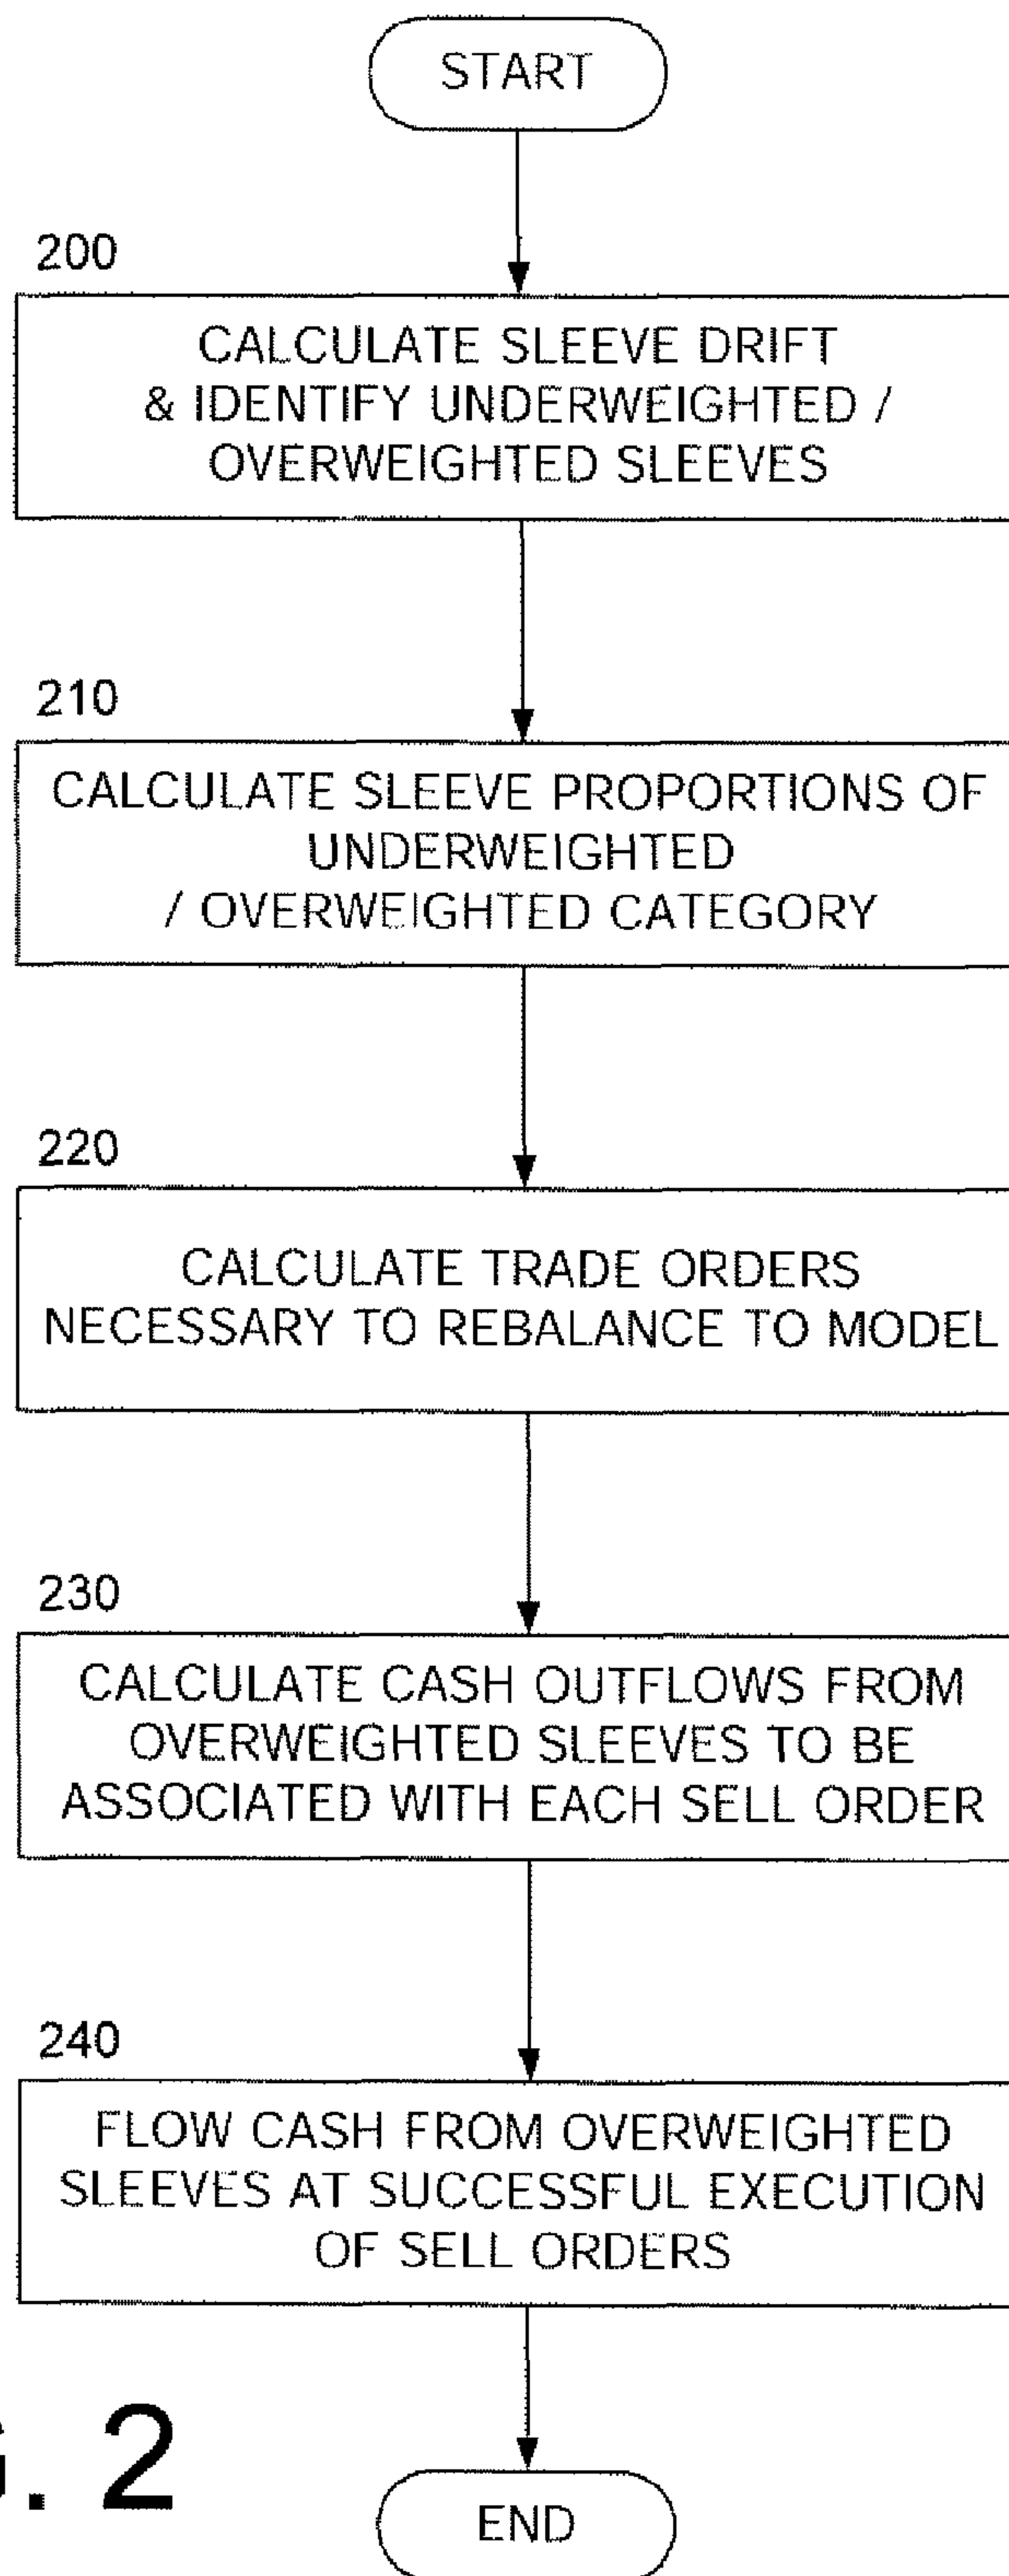 START
200
CALCULATE SLEEVE DRIFT
& IDENTIFY UNDERWEIGHTED /
OVERWEIGHTED SLEEVES
210
CALCULATE SLEEVE PROPORTIONS OF
UNDERWEIGHTED
/ OVERWEIGHTED CATEGORY
220
CALCULATE TRADE ORDERS
NECESSARY TO REBALANCE TO MODEL
230
CALCULATE CASH OUTFLOWS FROM
OVERWEIGHTED SLEEVES TO BE
ASSOCIATED WITH EACH SELL ORDER
240
FLOW CASH FROM OVERWEIGHTED
SLEEVES AT SUCCESSFUL EXECUTION
OF SELL ORDERS
G. 2
END